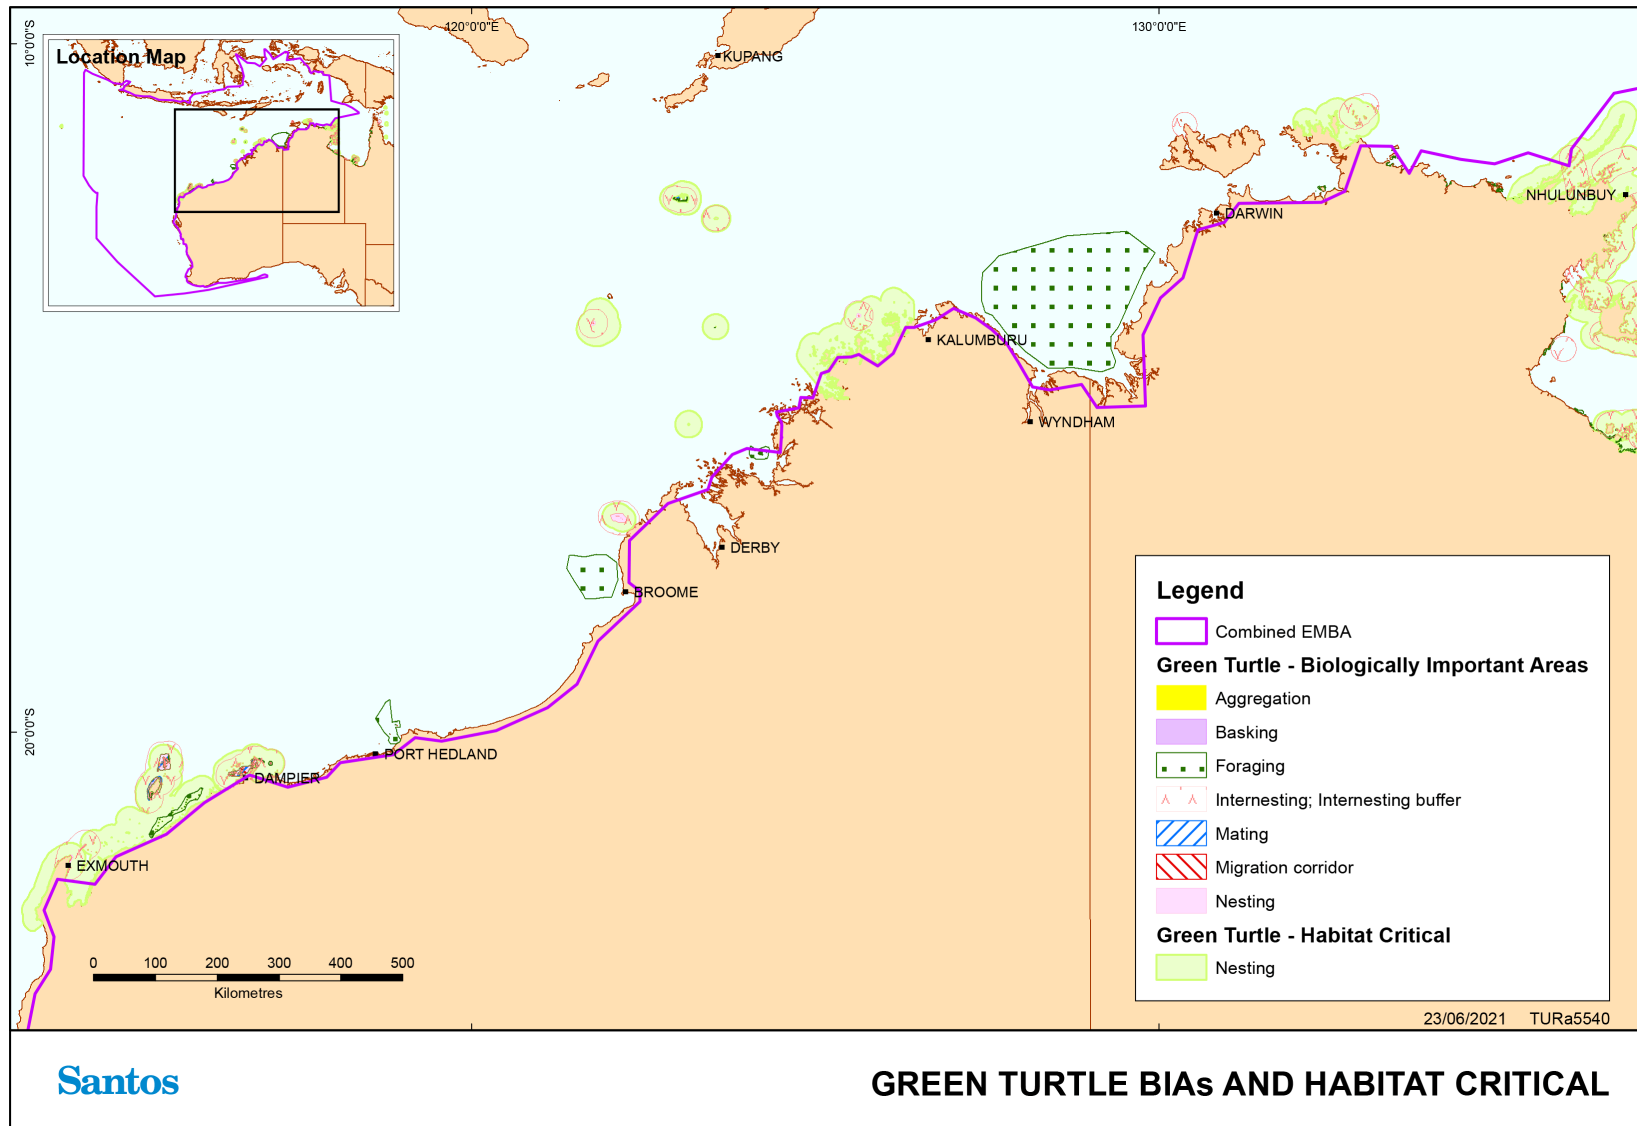 120°0'0"E
130°0'0"E
10°0'0"S
20°0'0"S
Location Map
KUPANG
NHULUNBUY
DARWIN
KALUMBURU
WYNDHAM
DERBY
BROOME
PORT HEDLAND
DAMPIER
EXMOUTH
0 100 200 300 400 500
Kilometres
Legend
Combined EMBA
Green Turtle - Biologically Important Areas
Aggregation
Basking
Foraging
Internesting; Internesting buffer
Mating
Migration corridor
Nesting
Green Turtle - Habitat Critical
Nesting
23/06/2021 TURa5540
Santos
GREEN TURTLE BIAs AND HABITAT CRITICAL